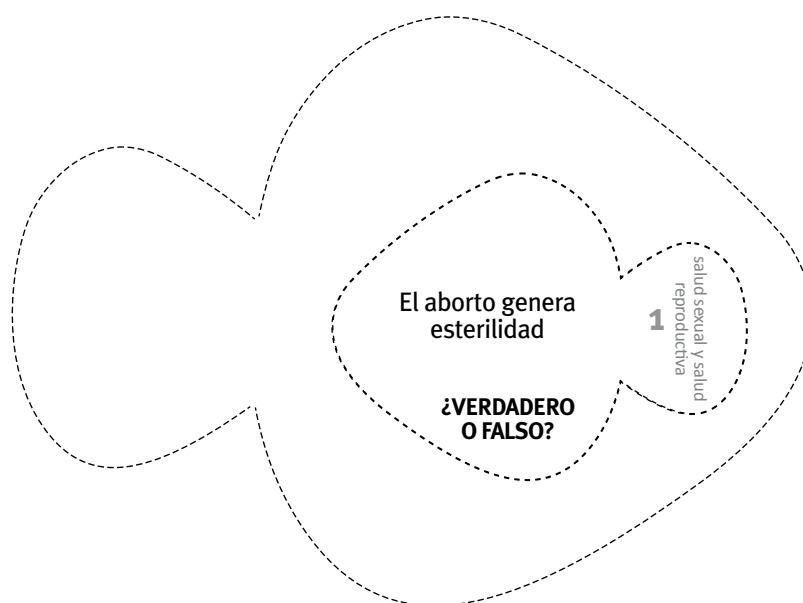 El aborto genera
esterilidad
¿VERDADERO
O FALSO?
1
salud sexual y salud
reproductiva